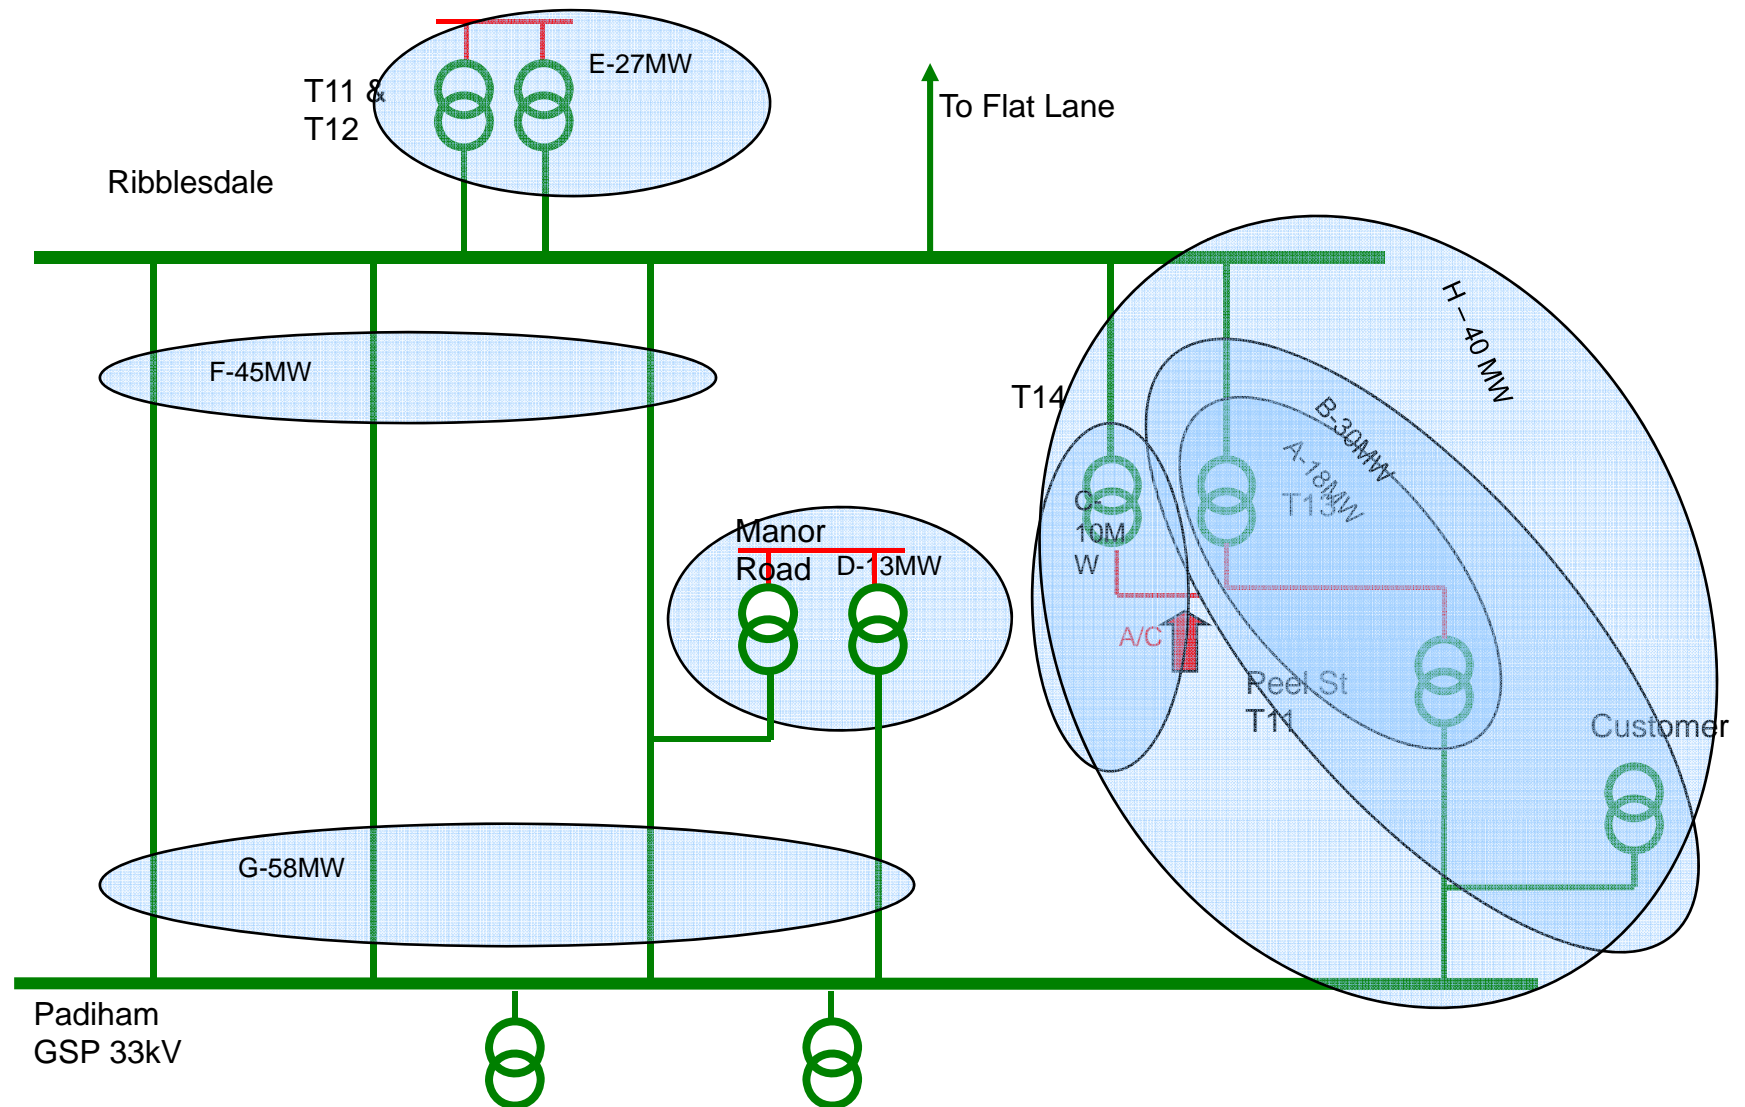 E-27MW
T11 &
T12
To Flat Lane
Ribblesdale
H – 40 MW
F-45MW
T14
B-30MW
A-18MW
T13
C-
10M
W
Manor
Road
D-13MW
A/C
Peel St
T11
Customer
G-58MW
Padiham
GSP 33kV